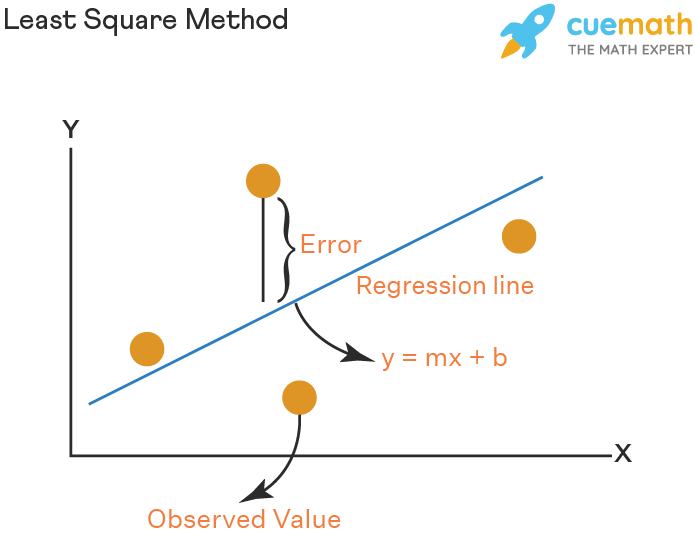 Least Square Method
cuemath
THE MATH EXPERT
Y
Error
Regression line
y = mx + b
X
Observed Value